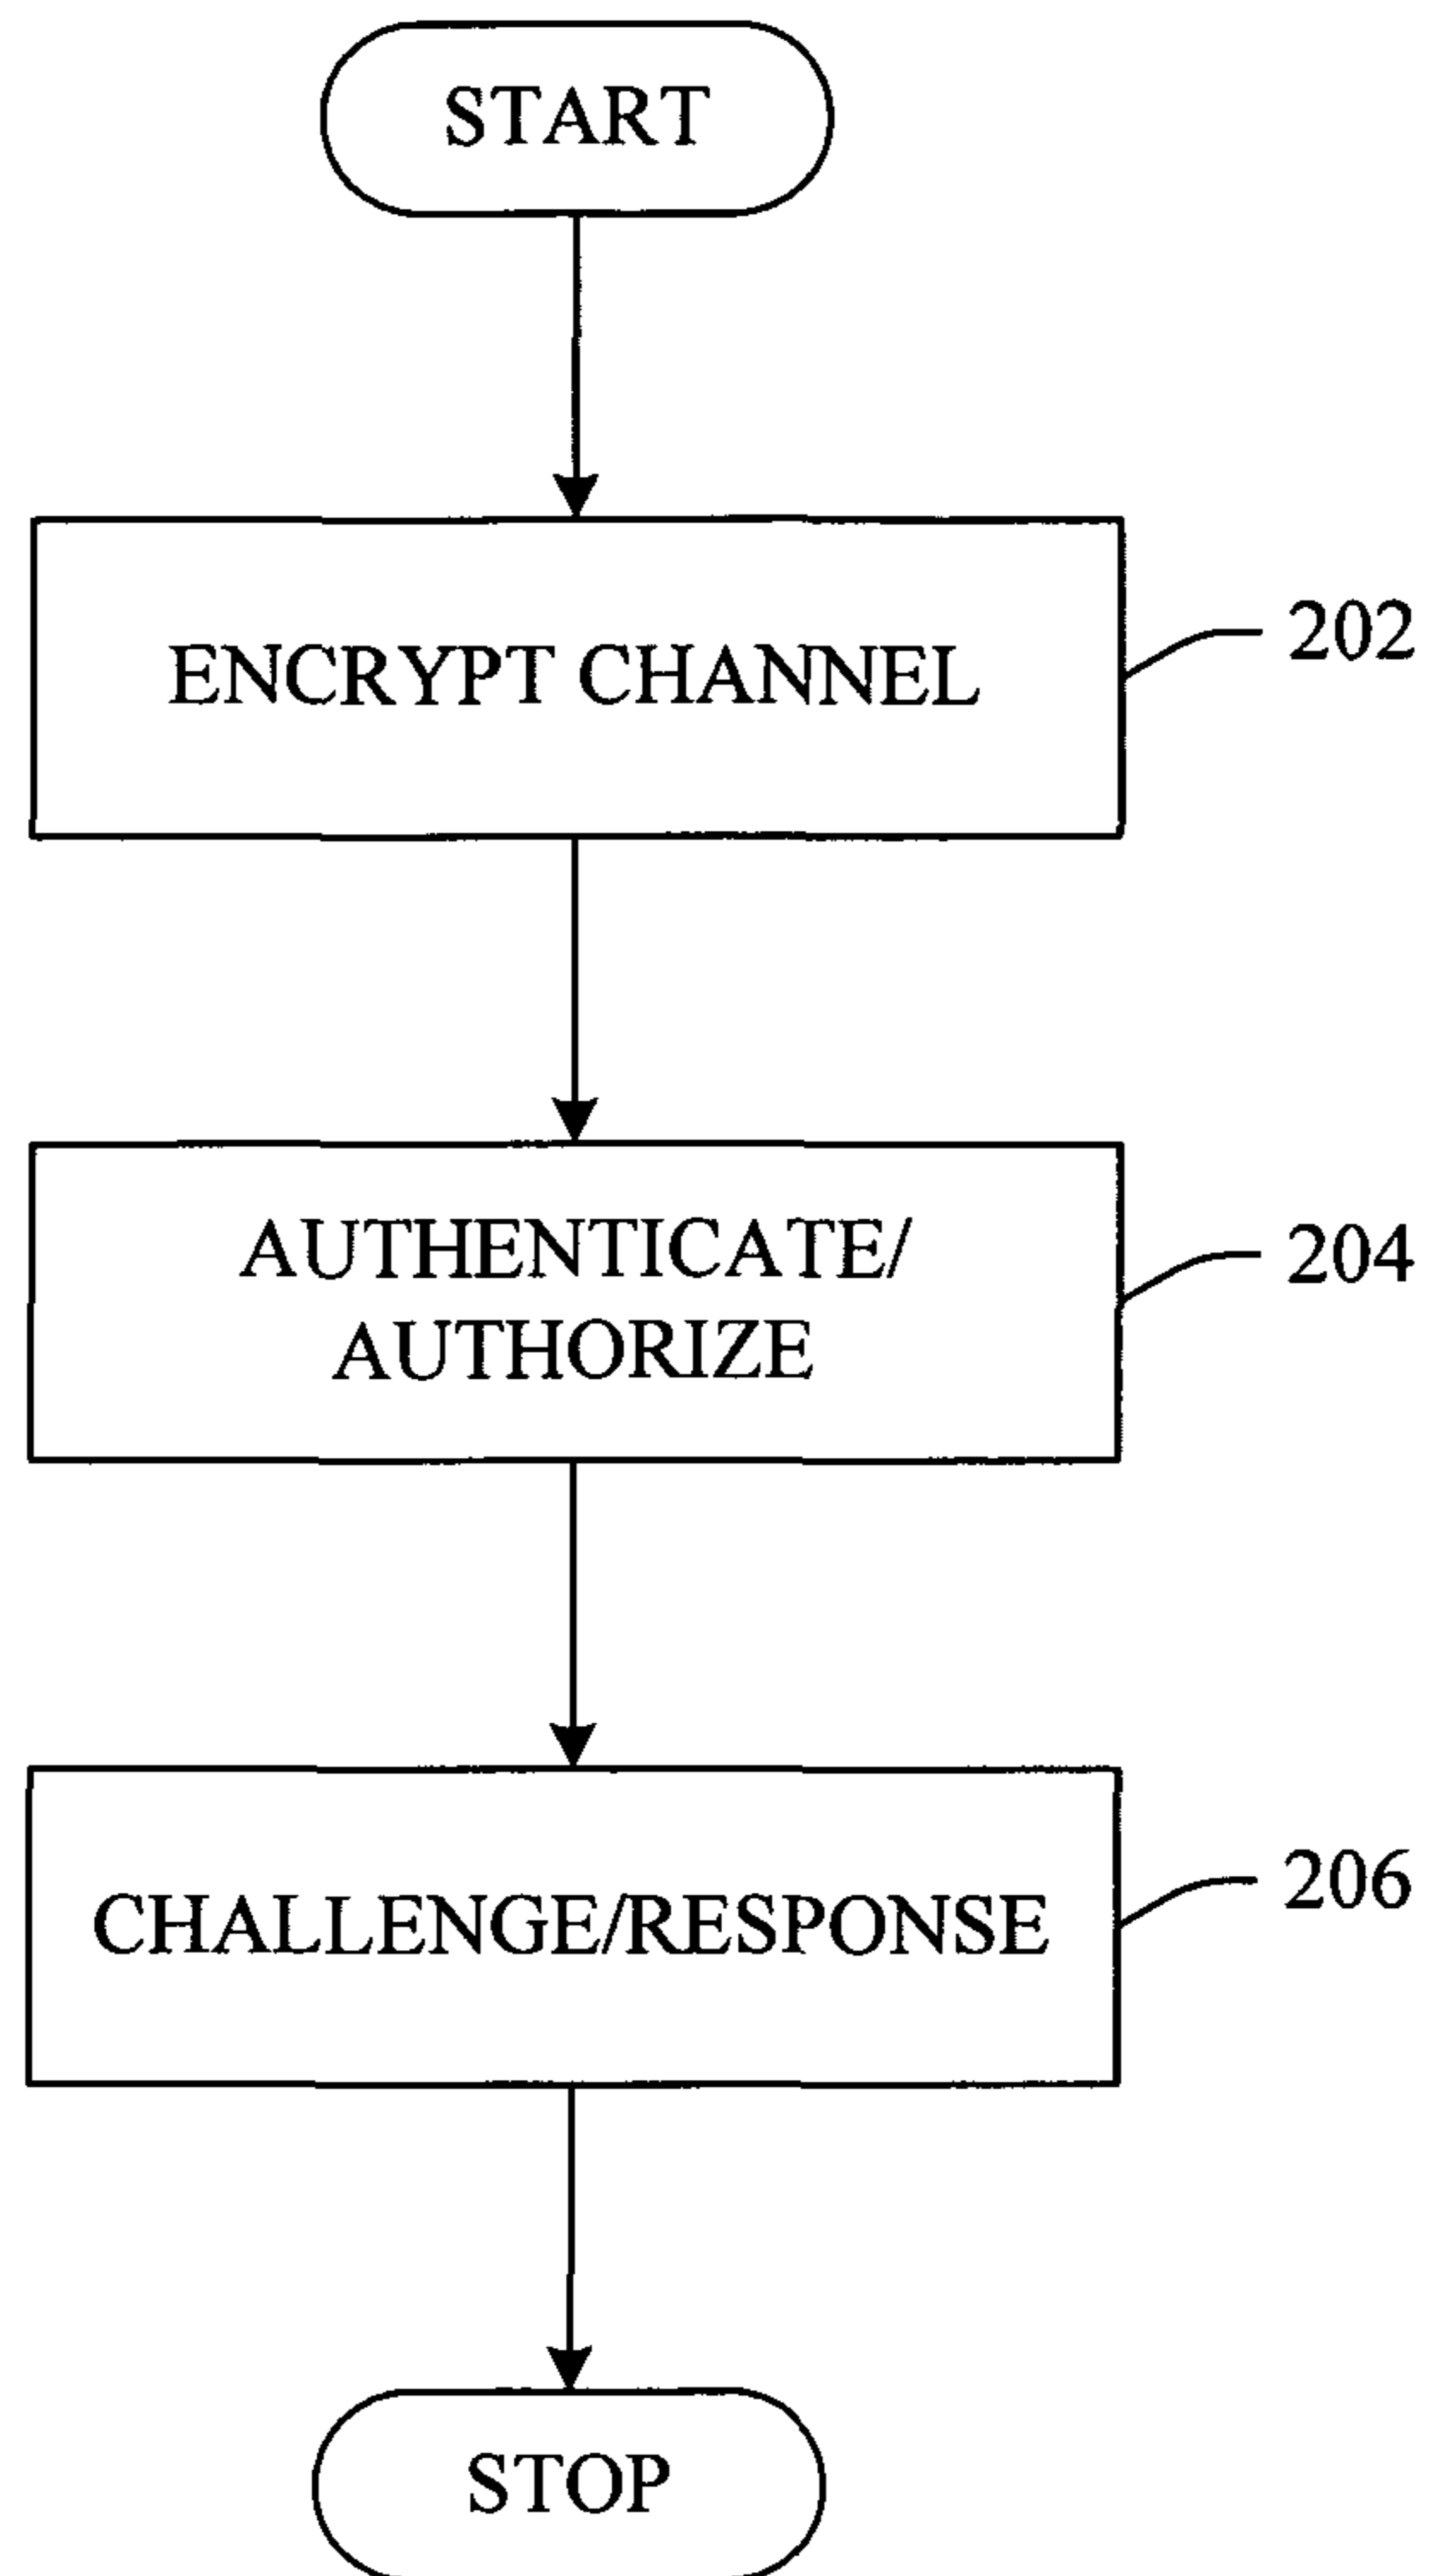 START
ENCRYPT CHANNEL
202
AUTHENTICATE/
AUTHORIZE
204
CHALLENGE/RESPONSE
206
STOP